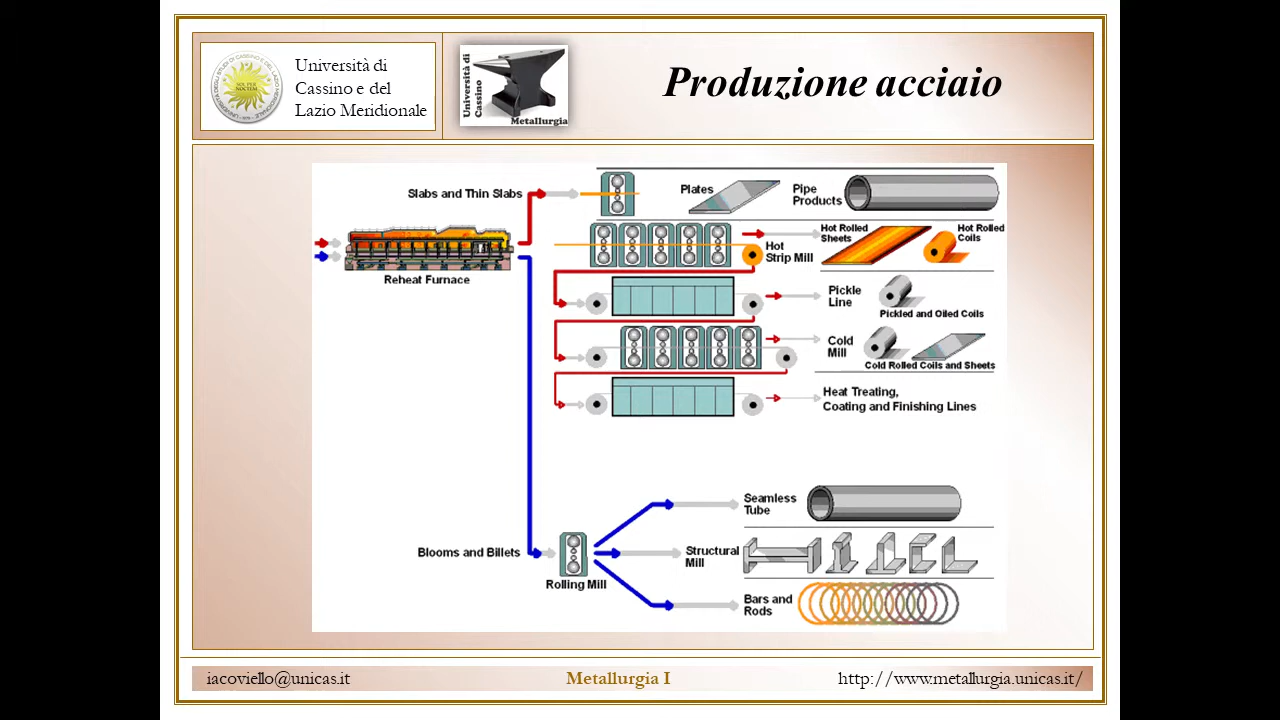 Università di
Cassino e del
Lazio Meridionale
Università di
Cassino
Metallurgia
Produzione acciaio
Slabs and Thin Slabs
Plates
Pipe
Products
Reheat Furnace
Hot
Strip Mill
Hot Rolled
Sheets
Hot Rolled
Coils
Pickle
Line
Pickled and Oiled Coils
Cold
Mill
Cold Rolled Coils and Sheets
Heat Treating,
Coating and Finishing Lines
Blooms and Billets
Rolling Mill
Seamless
Tube
Structural
Mill
Bars and
Rods
iacoviello@unicas.it
Metallurgia I
http://www.metallurgia.unicas.it/